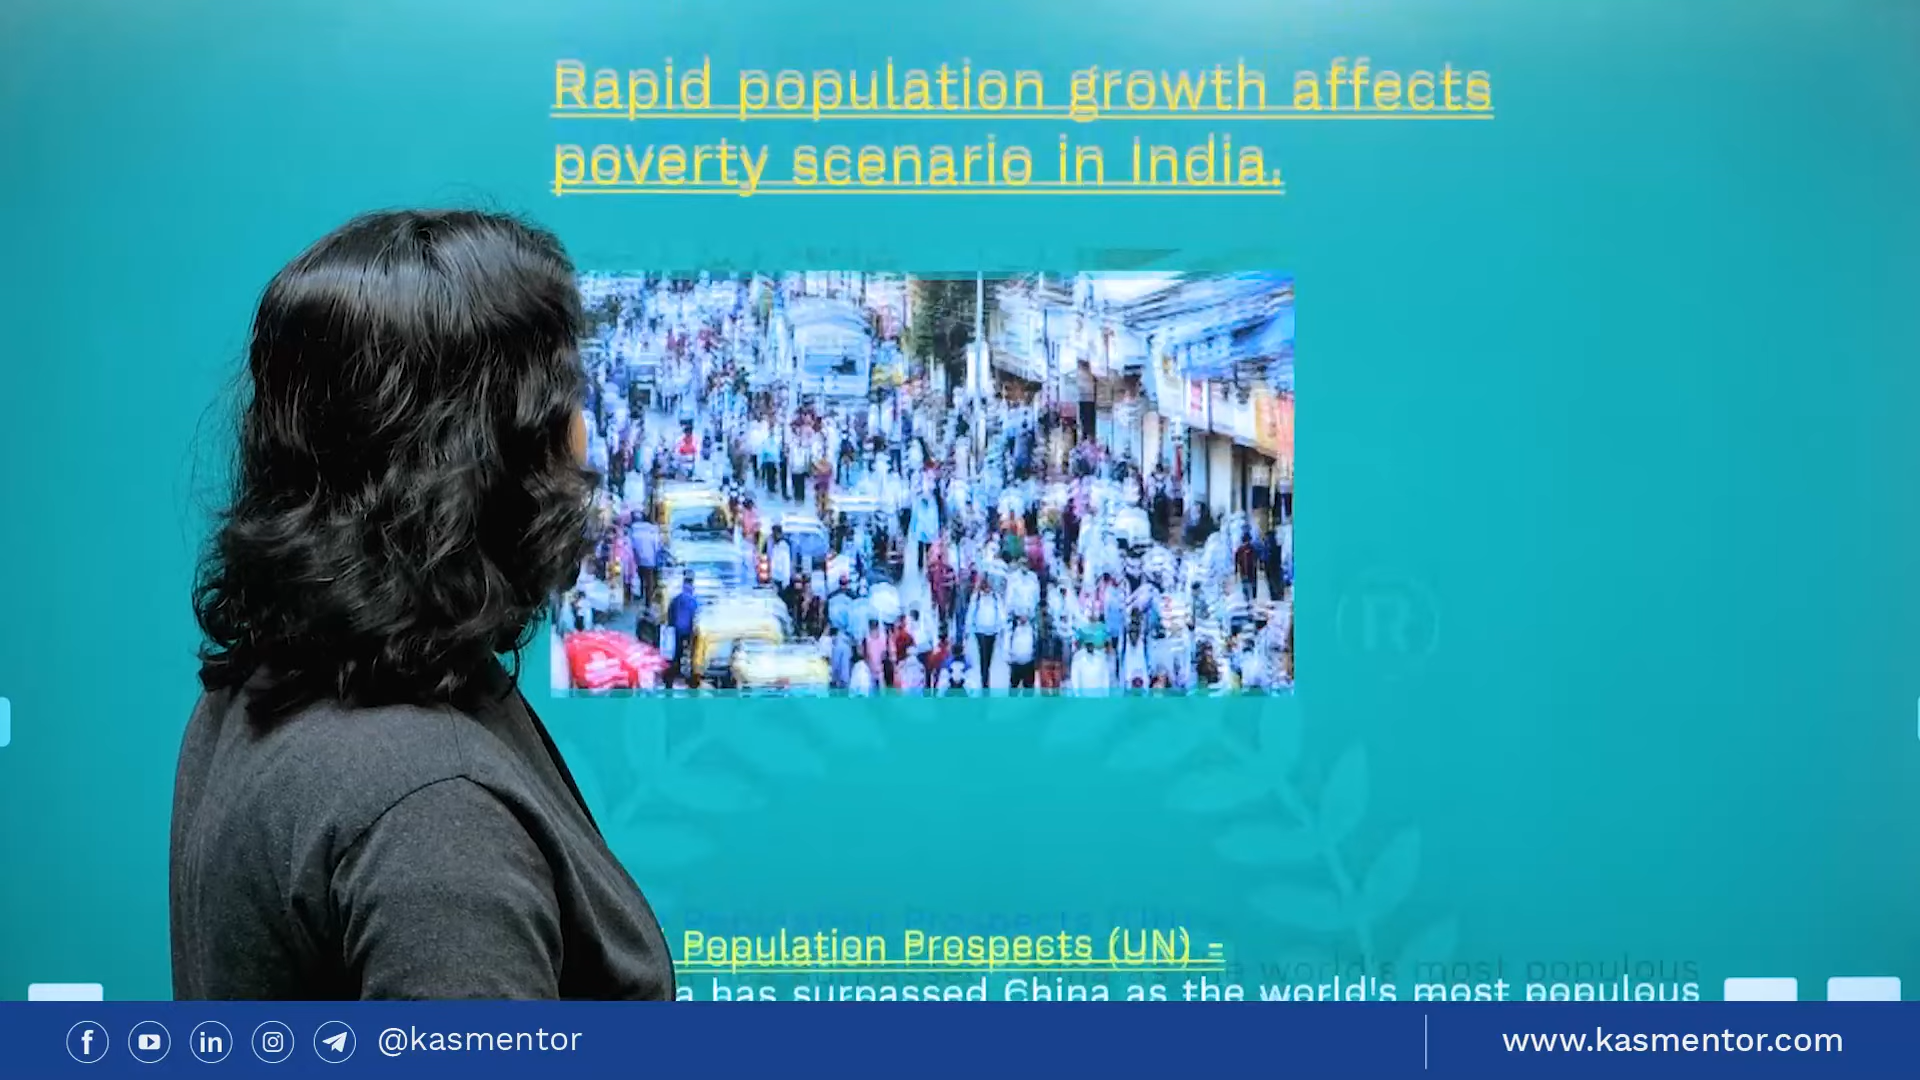 Rapid population growth affects
poverty scenario in India.
R
Population Prospects (UN) =
a has surpassed China as the world's most populous
@kasmentor
www.kasmentor.com